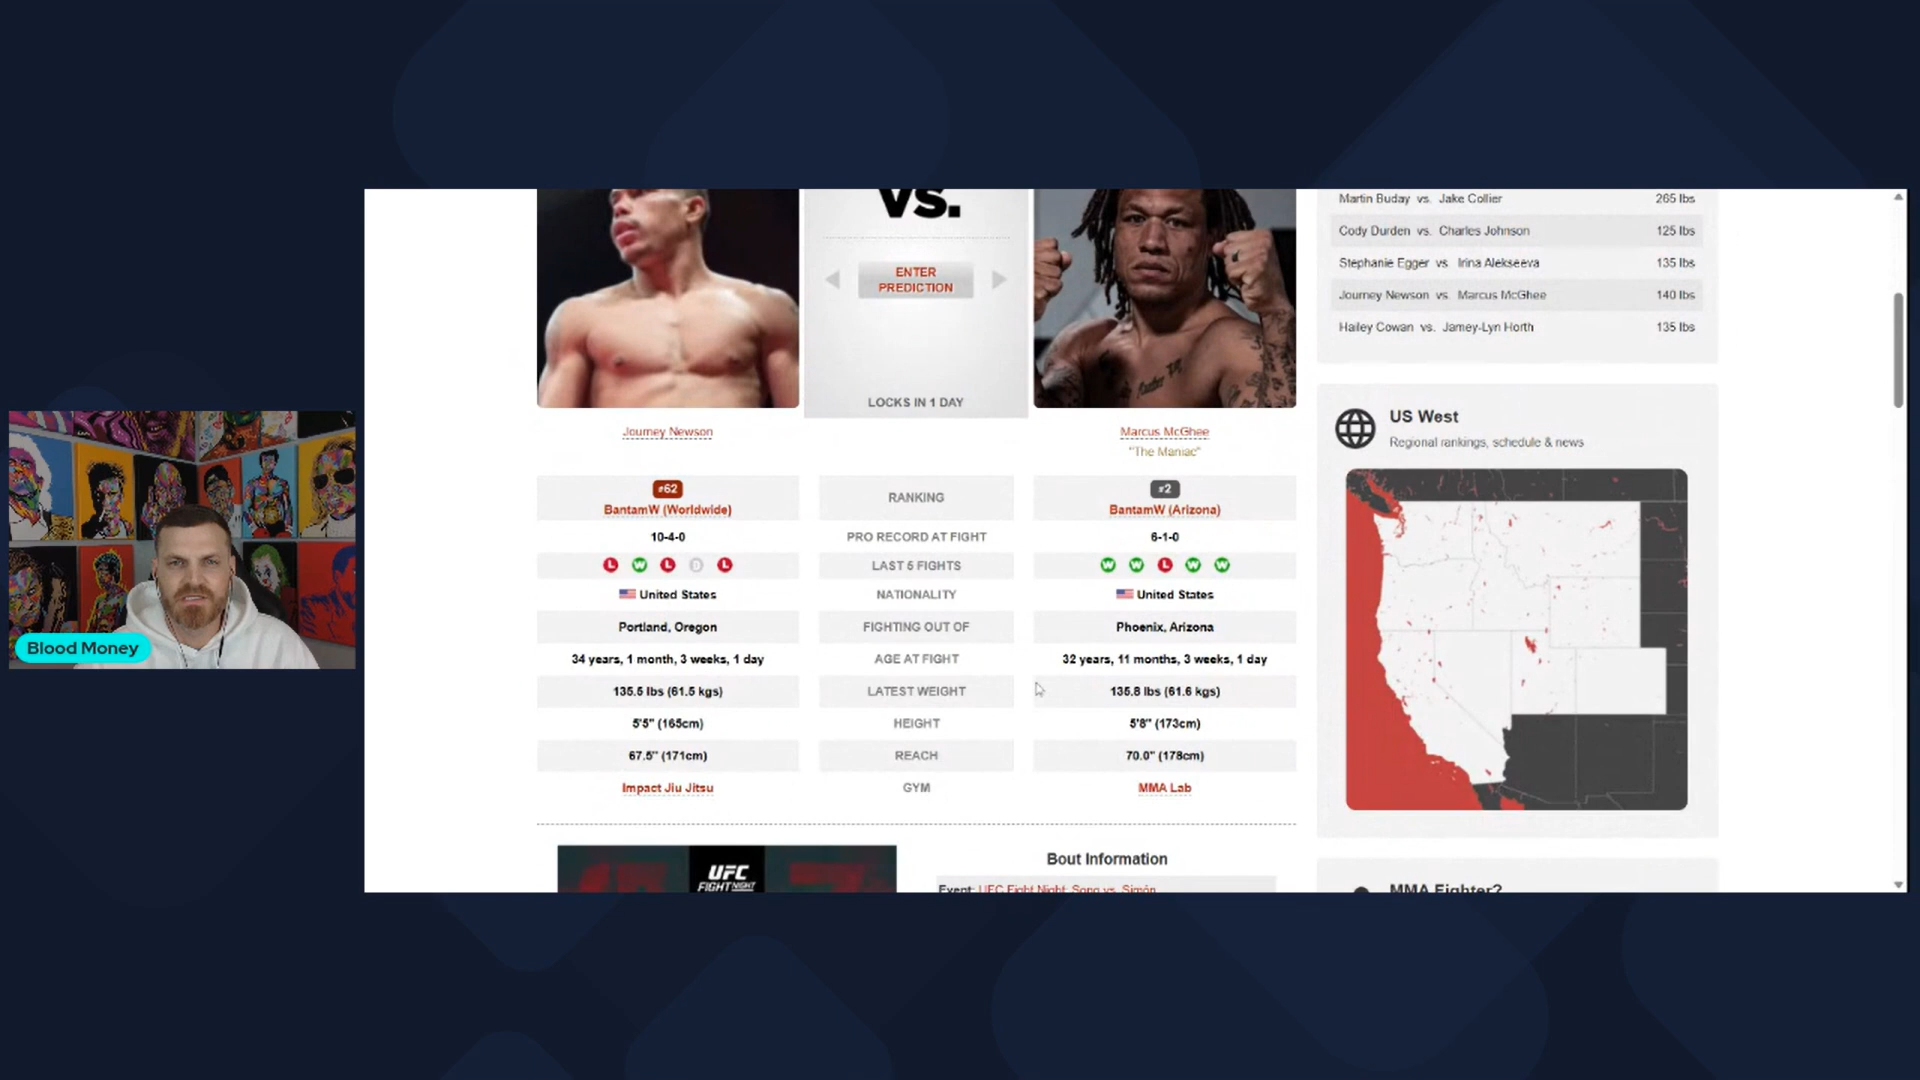 VS.
ENTER
PREDICTION
LOCKS IN 1 DAY
Journey Newson
Marcus McGhee
"The Maniac"
#62
BantamW (Worldwide)
RANKING
#2
BantamW (Arizona)
10-4-0
PRO RECORD AT FIGHT
6-1-0
L W L D L
LAST 5 FIGHTS
W W L W W
United States
NATIONALITY
United States
Portland, Oregon
FIGHTING OUT OF
Phoenix, Arizona
34 years, 1 month, 3 weeks, 1 day
AGE AT FIGHT
32 years, 11 months, 3 weeks, 1 day
135.5 lbs (61.5 kgs)
LATEST WEIGHT
135.8 lbs (61.6 kgs)
5'5" (165cm)
HEIGHT
5'8" (173cm)
67.5" (171cm)
REACH
70.0" (178cm)
Impact Jiu Jitsu
GYM
MMA Lab
UFC
FIGHT NIGHT
Bout Information
Event: UFC Fight Night: Song vs. Simón
Martin Buday vs. Jake Collier 265 lbs
Cody Durden vs. Charles Johnson 125 lbs
Stephanie Egger vs. Irina Alekseeva 135 lbs
Journey Newson vs. Marcus McGhee 140 lbs
Hailey Cowan vs. Jamey-Lyn Horth 135 lbs
US West
Regional rankings, schedule & news
MMA Fighter?
Blood Money